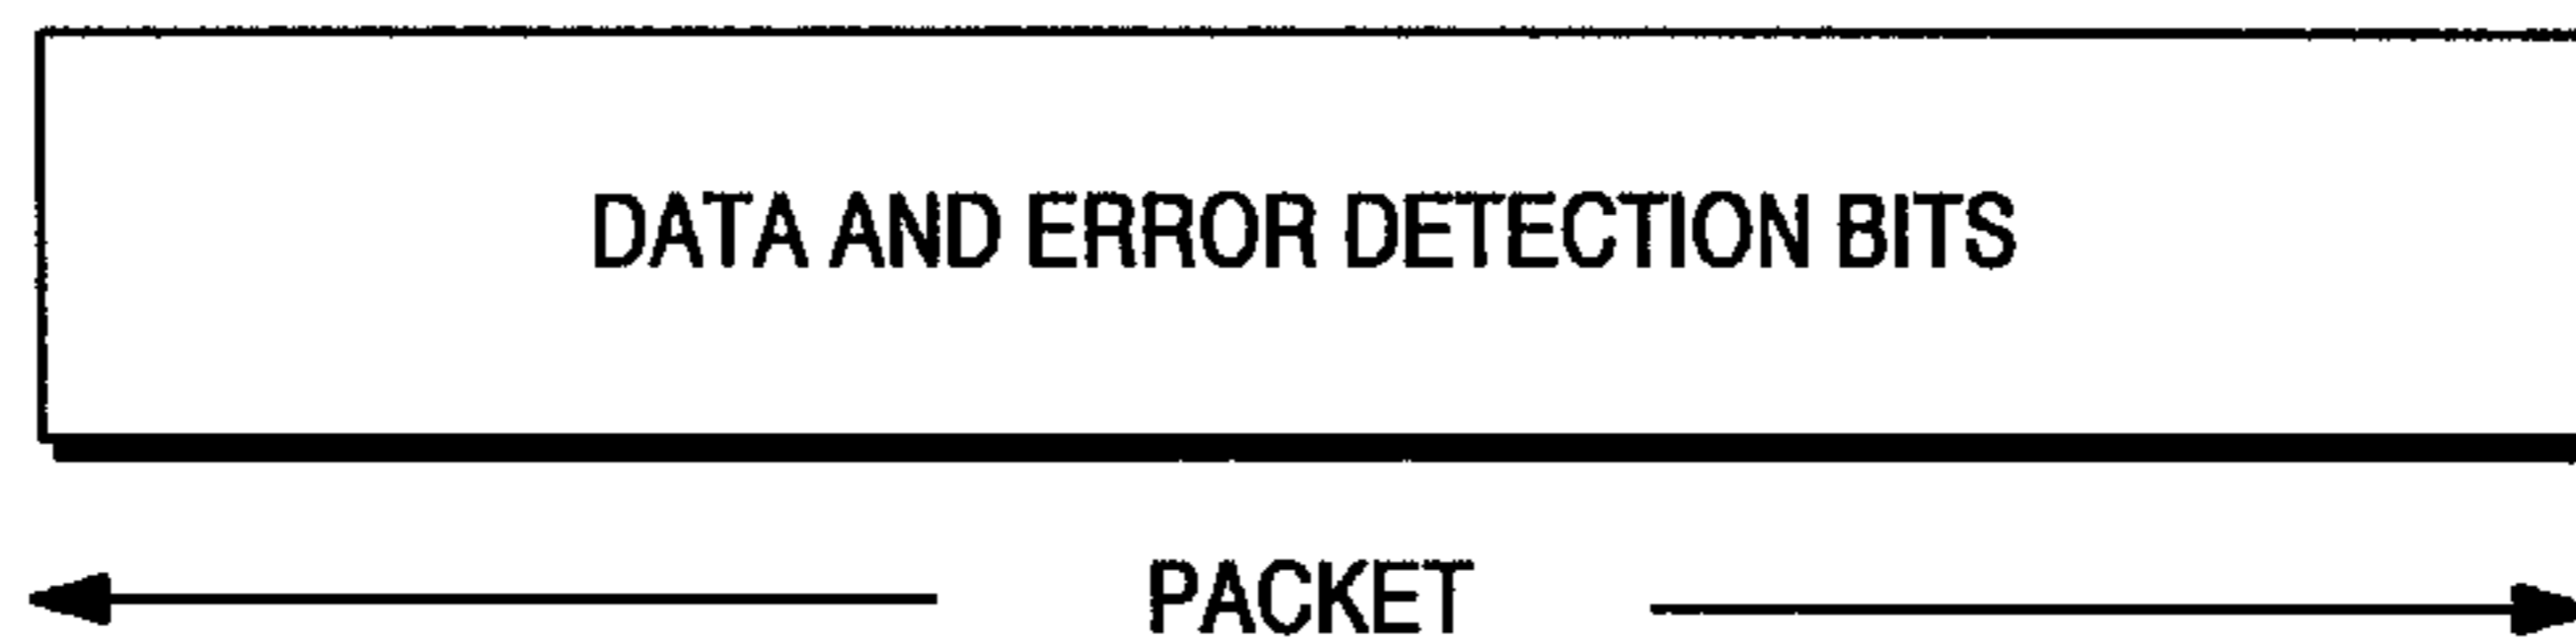 DATA AND ERROR DETECTION BITS
PACKET